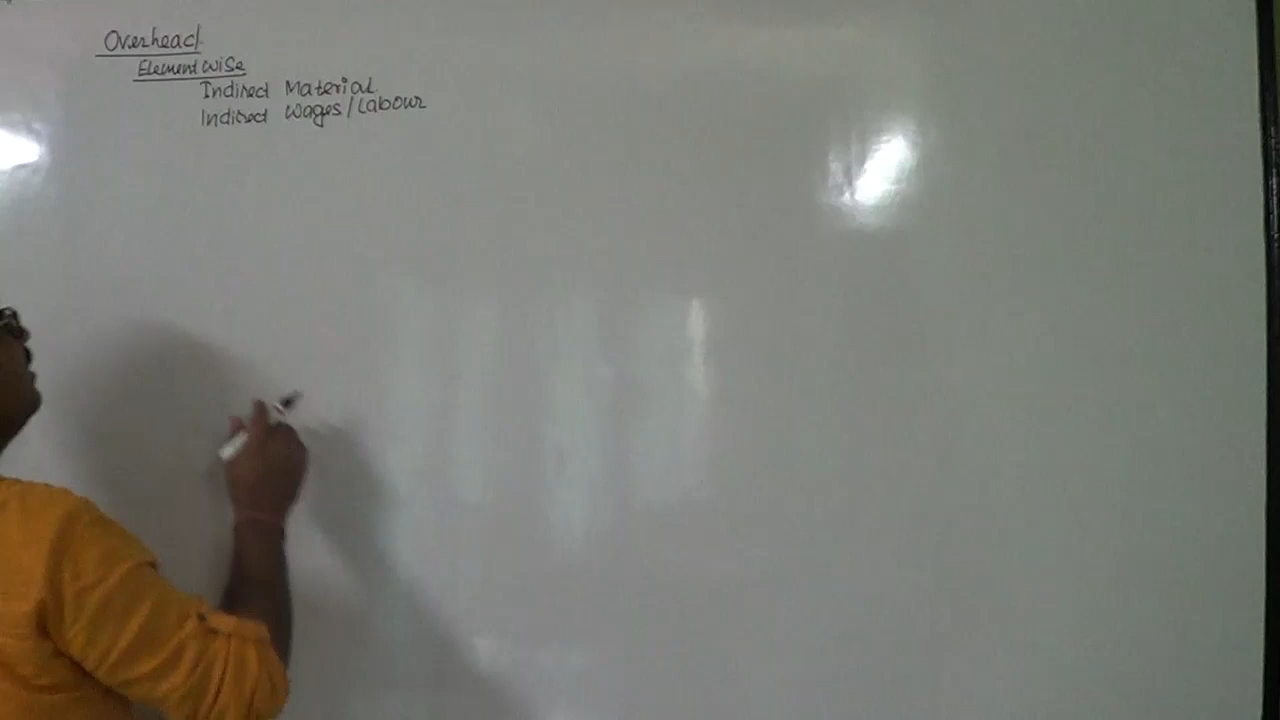 Overhead
Element wise
Indirect Material
Indirect Wages/Labour